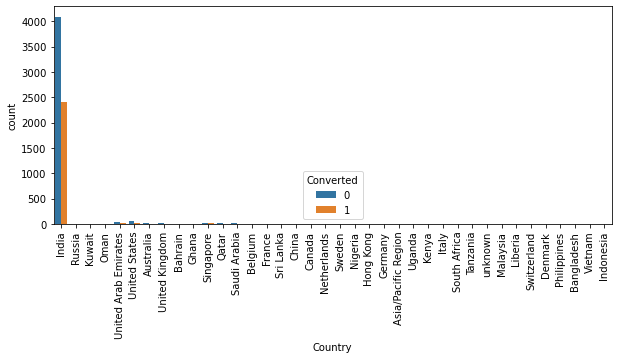 4000
3500
3000
2500
2000
1500
1000
500
0
count
Converted
0
1
India
Russia
Kuwait
Oman
United Arab Emirates
United States
Australia
United Kingdom
Bahrain
Ghana
Singapore
Qatar
Saudi Arabia
Belgium
France
Sri Lanka
China
Canada
Netherlands
Sweden
Nigeria
Hong Kong
Germany
Asia/Pacific Region
Uganda
Kenya
Italy
South Africa
Tanzania
unknown
Malaysia
Liberia
Switzerland
Denmark
Philippines
Bangladesh
Vietnam
Indonesia
Country